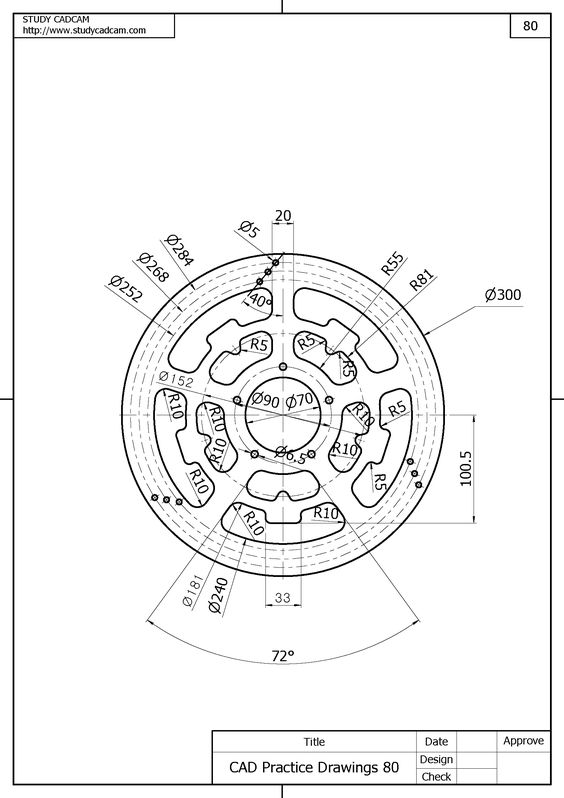 STUDY CADCAM
http://www.studycadcam.com
80
20
Ø5
Ø284
Ø268
Ø252
R55
R81
Ø300
40°
R5
R5
R5
Ø152
Ø90
Ø70
R10
R10
R10
R5
Ø6,5
R10
R10
R10
R5
100.5
R10
R10
Ø181
Ø240
33
72°
Title
Date
Approve
CAD Practice Drawings 80
Design
Check